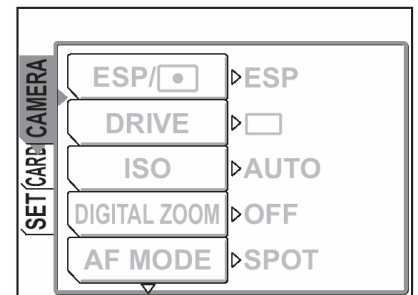 CAMERA
CARD
SET
ESP/ ESP
DRIVE
ISO AUTO
DIGITAL ZOOM OFF
AF MODE SPOT